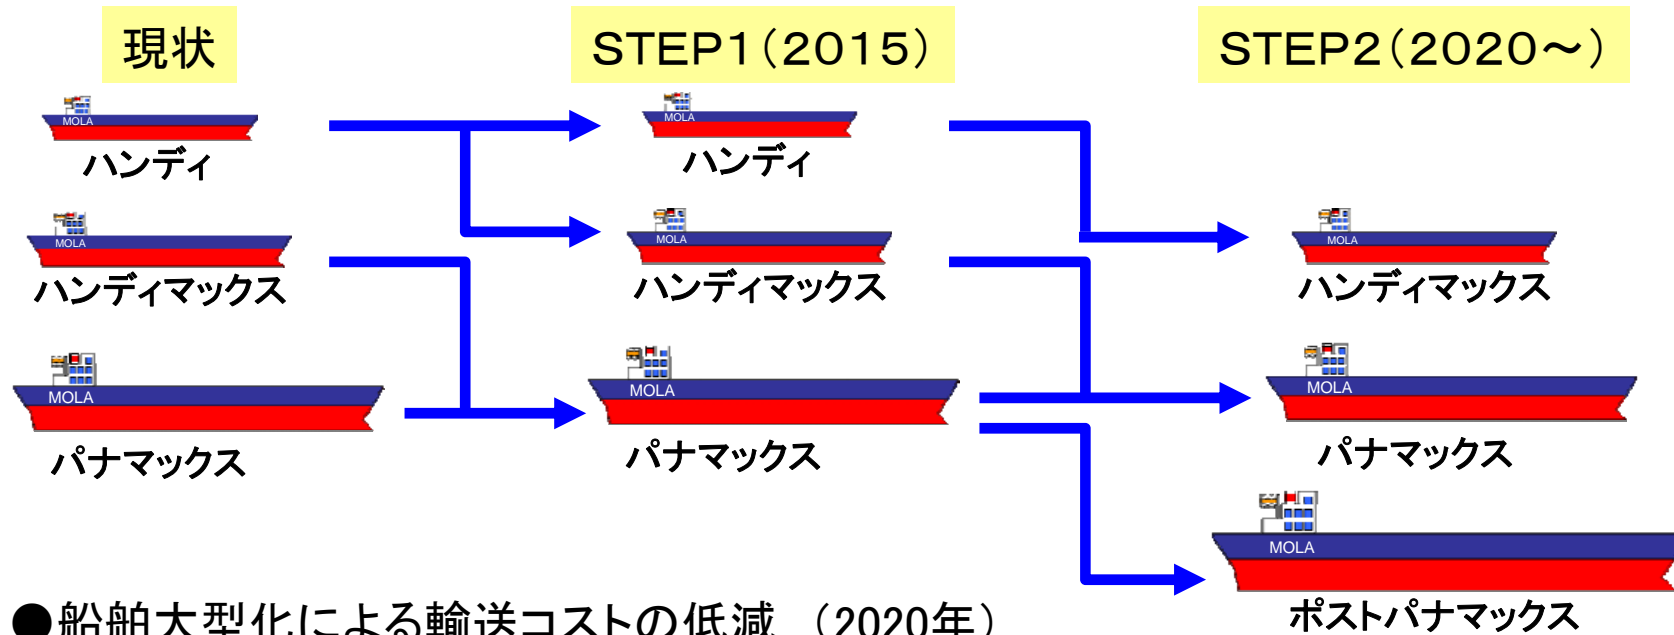 現状
STEP1(2015)
STEP2(2020~)
MOLA
ハンディ
MOLA
ハンディ
MOLA
ハンディマックス
MOLA
ハンディマックス
MOLA
ハンディマックス
MOLA
パナマックス
MOLA
パナマックス
MOLA
パナマックス
MOLA
ポストパナマックス
●船舶大型化による輸送コストの低減 (2020年)